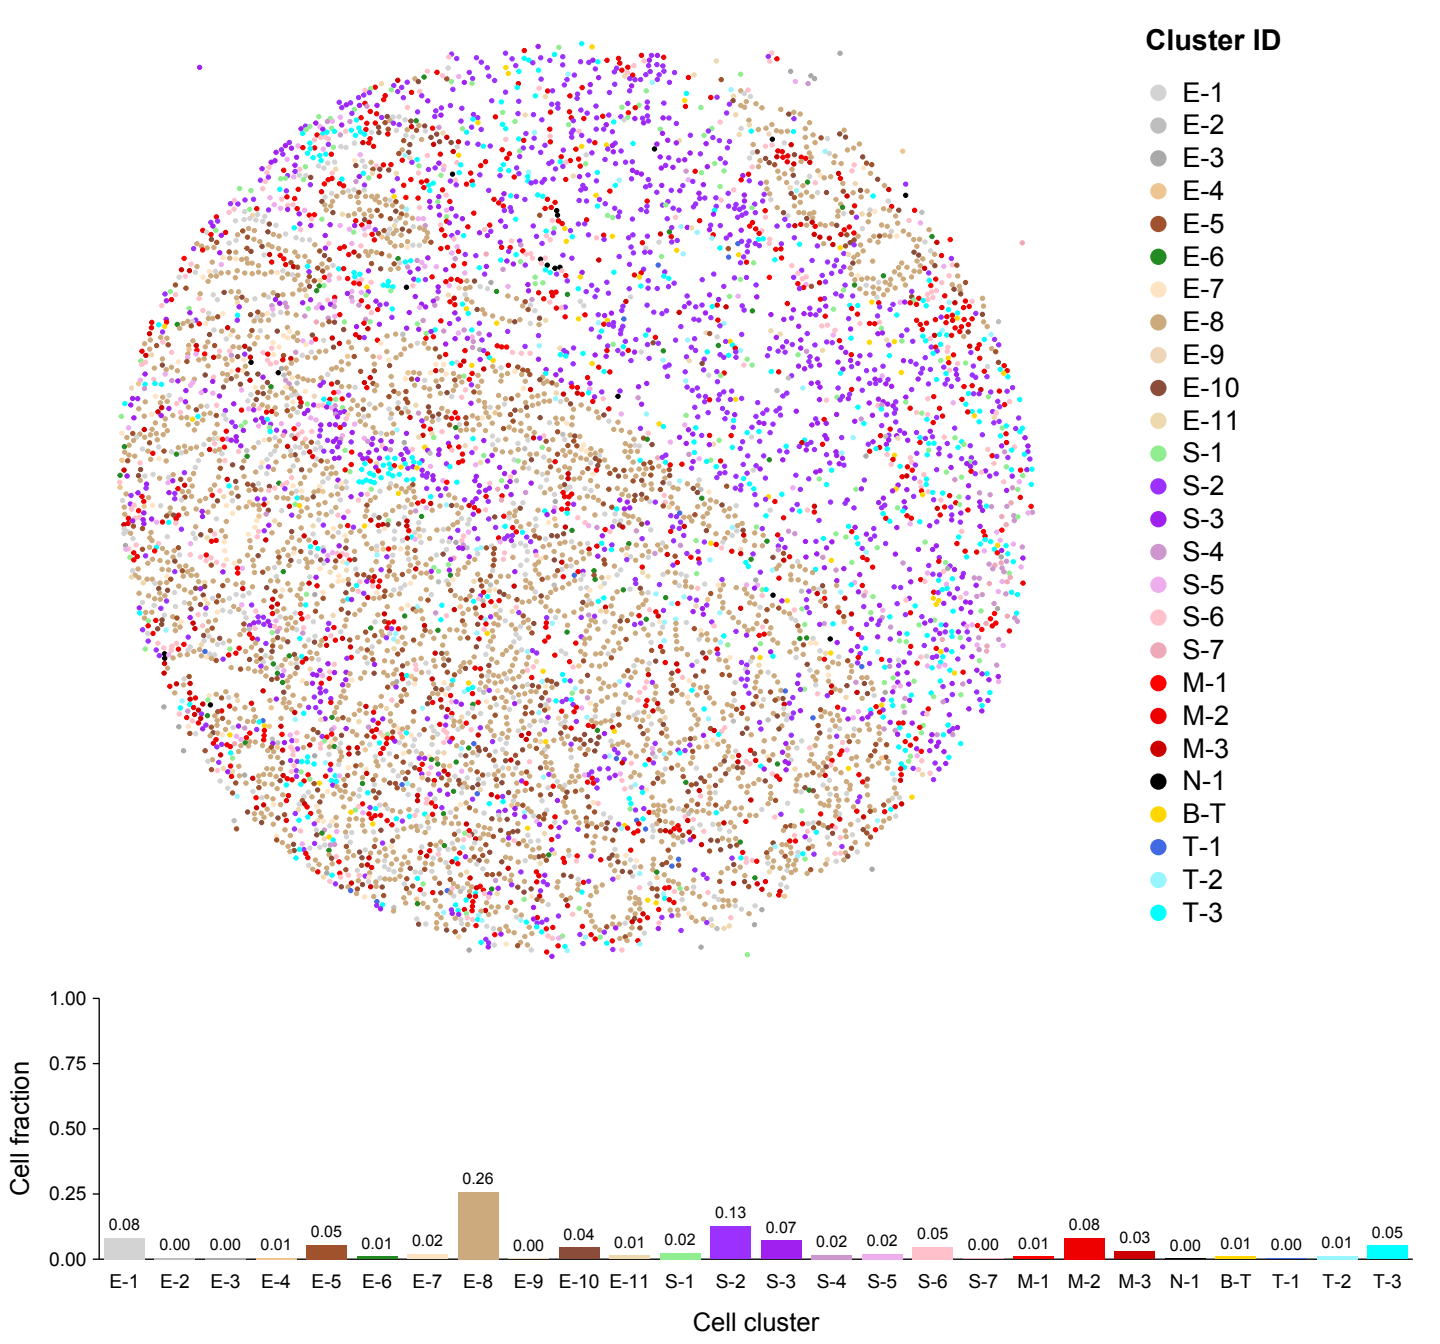 Cluster ID
E-1
E-2
E-3
E-4
E-5
E-6
E-7
E-8
E-9
E-10
E-11
S-1
S-2
S-3
S-4
S-5
S-6
S-7
M-1
M-2
M-3
N-1
B-T
T-1
T-2
T-3
1.00
0.75
0.50
0.25
0.00
Cell fraction
0.08 0.00 0.00 0.01 0.05 0.01 0.02 0.26 0.00 0.04 0.01 0.02 0.13 0.07 0.02 0.02 0.05 0.00 0.01 0.08 0.03 0.00 0.01 0.00 0.01 0.05
E-1 E-2 E-3 E-4 E-5 E-6 E-7 E-8 E-9 E-10 E-11 S-1 S-2 S-3 S-4 S-5 S-6 S-7 M-1 M-2 M-3 N-1 B-T T-1 T-2 T-3
Cell cluster